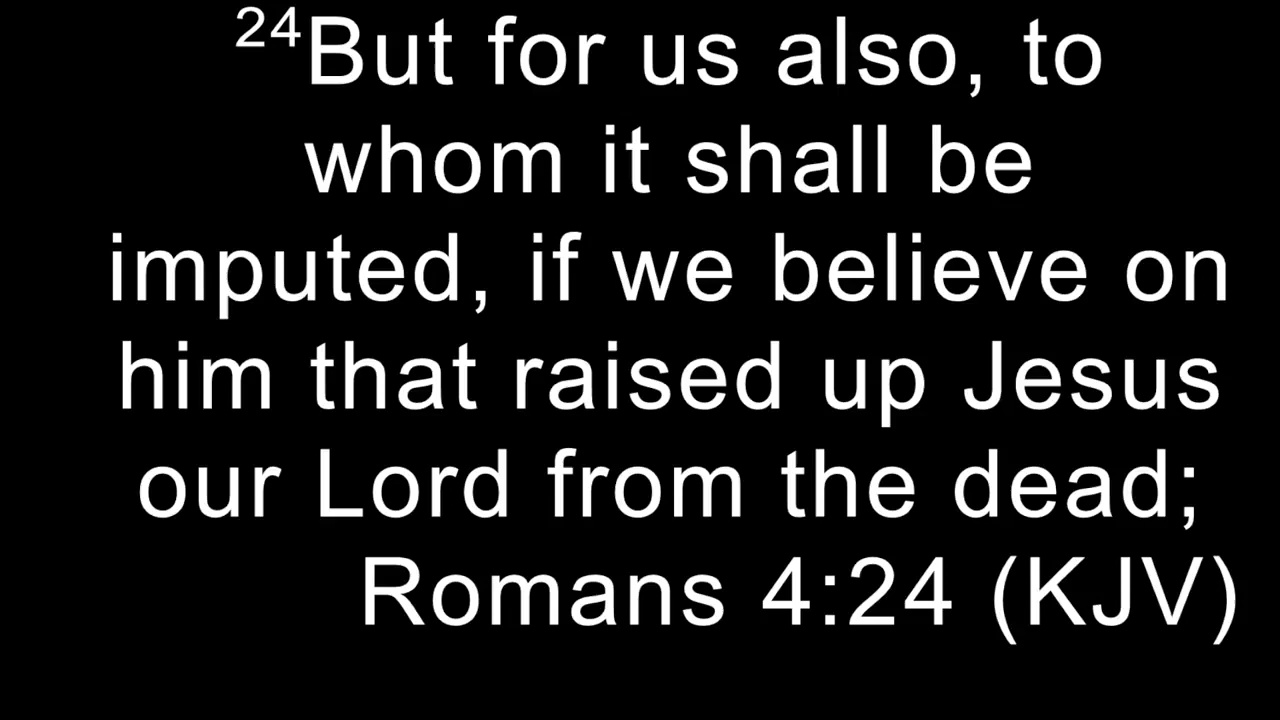 24But for us also, to
whom it shall be
imputed, if we believe on
him that raised up Jesus
our Lord from the dead;
Romans 4:24 (KJV)